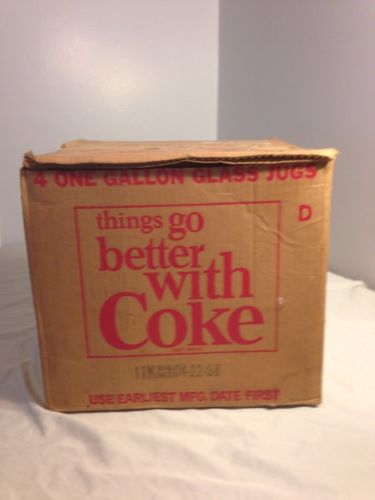 4 ONE GALLON GLASS JUGS
D
things go
better
with
Coke
USE EARLIEST MFG. DATE FIRST